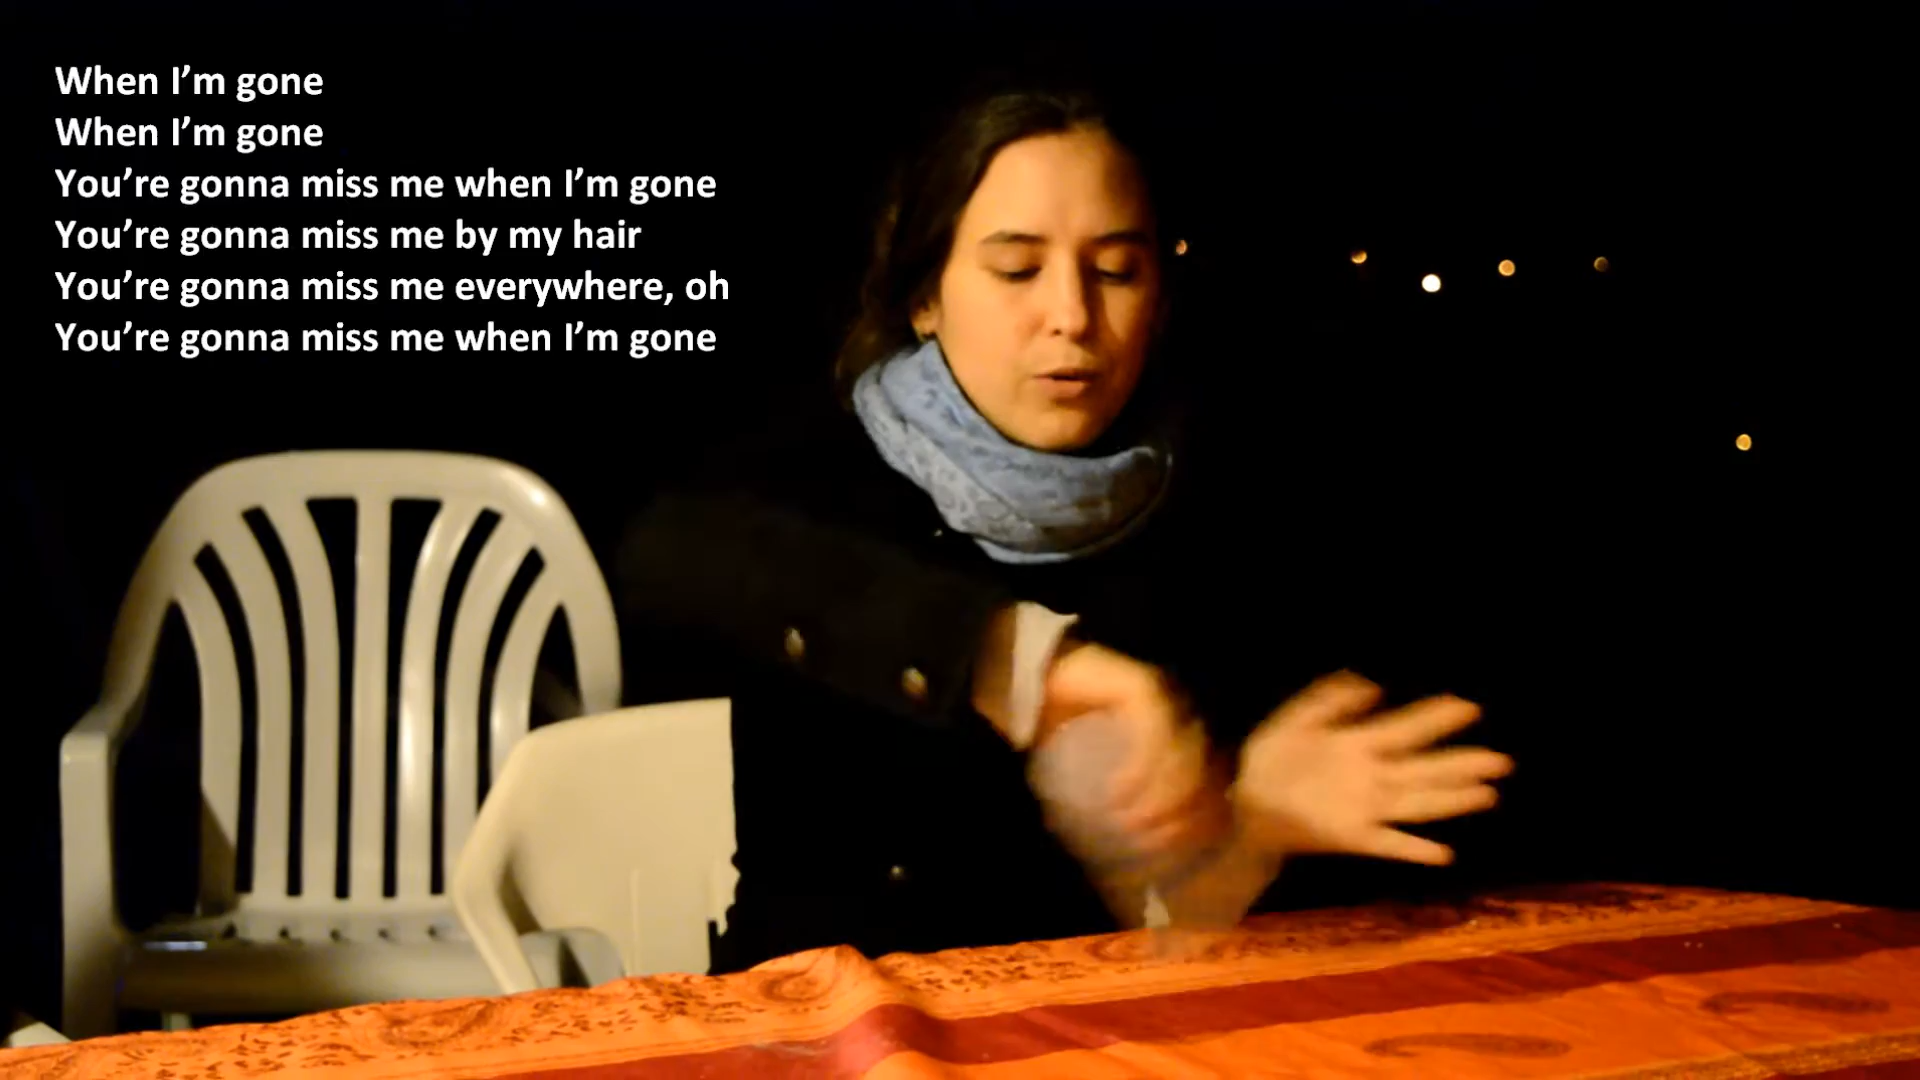 When I’m gone
When I’m gone
You’re gonna miss me when I’m gone
You’re gonna miss me by my hair
You’re gonna miss me everywhere, oh
You’re gonna miss me when I’m gone